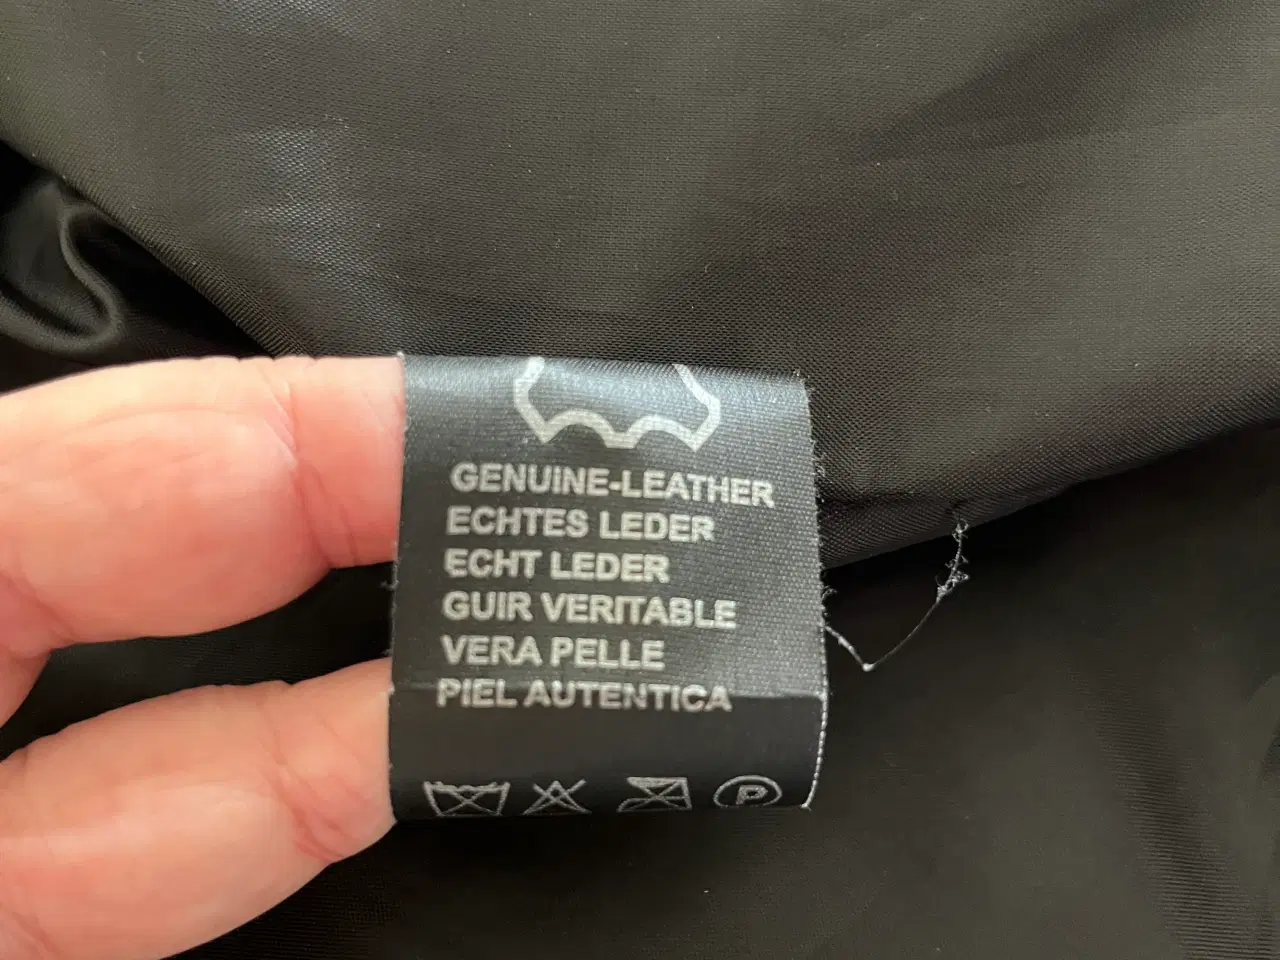 GENUINE-LEATHER
ECHTES LEDER
ECHT LEDER
GUIR VERITABLE
VERA PELLE
PIEL AUTENTICA
P